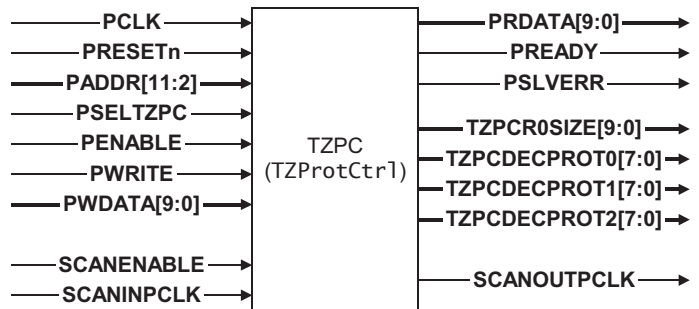 PCLK
PRESETn
PADDR[11:2]
PSELTZPC
PENABLE
PWRITE
PWDATA[9:0]
SCANENABLE
SCANINPCLK
TZPC
(TZProtCtrl)
PRDATA[9:0]
PREADY
PSLVERR
TZPCR0SIZE[9:0]
TZPCDECPROT0[7:0]
TZPCDECPROT1[7:0]
TZPCDECPROT2[7:0]
SCANOUTPCLK